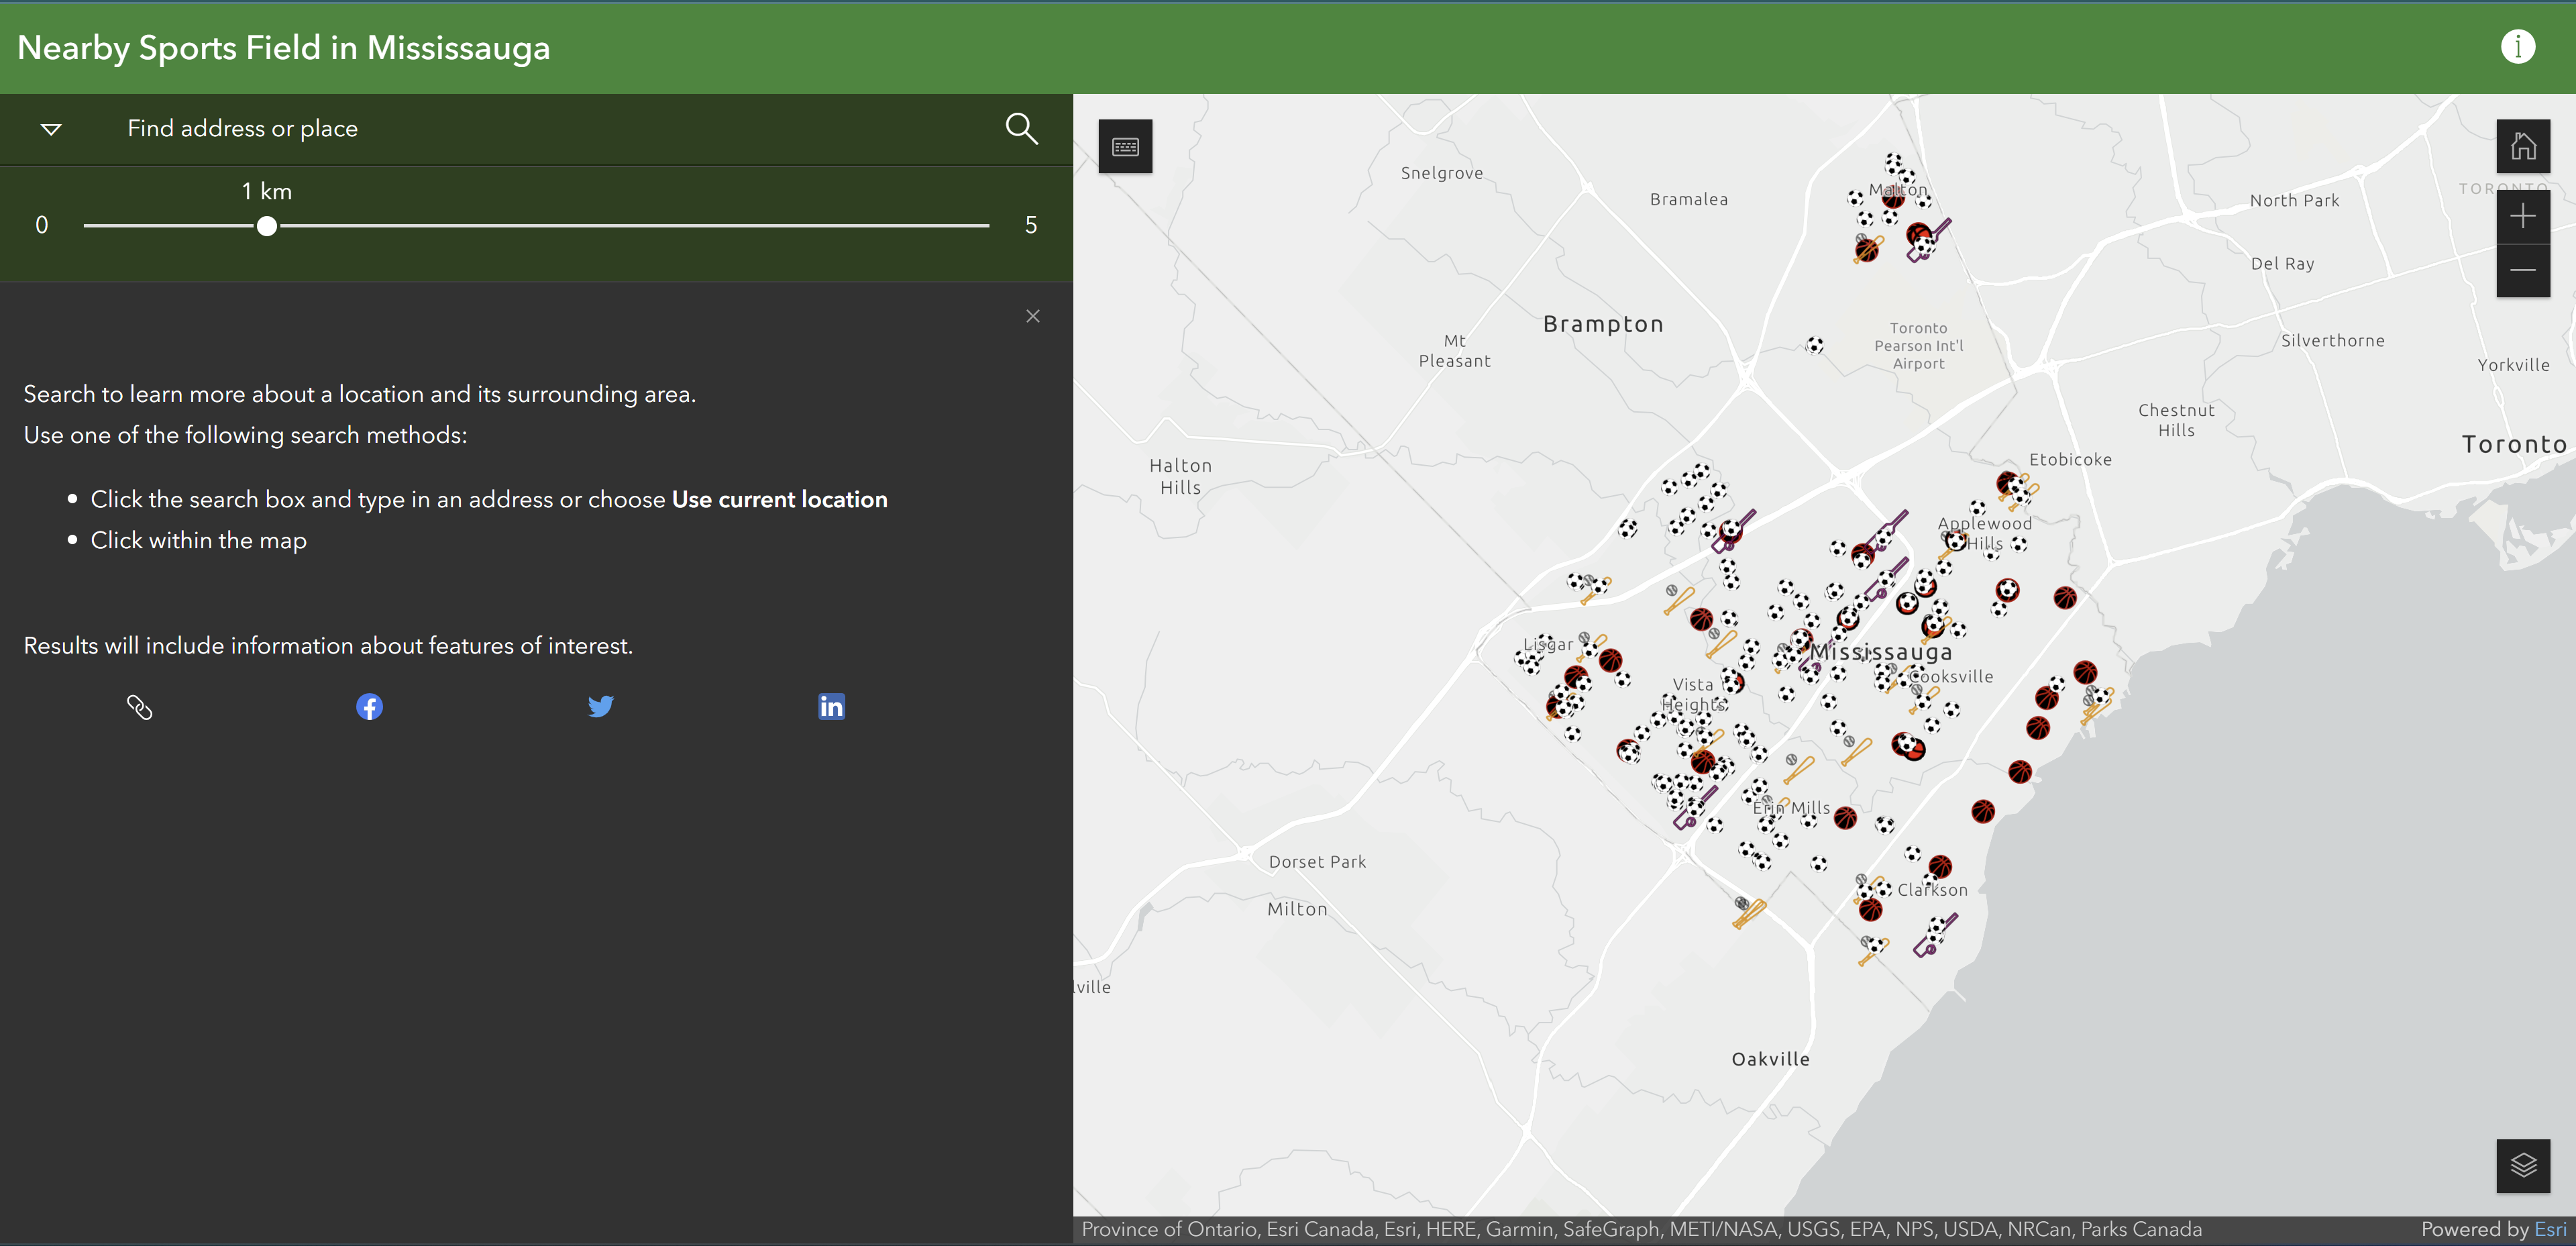 Nearby Sports Field in Mississauga
i
Find address or place
1 km
0
5
Search to learn more about a location and its surrounding area.
Use one of the following search methods:
Click the search box and type in an address or choose Use current location
Click within the map
Results will include information about features of interest.
Snelgrove
Bramalea
Malton
North Park
TORONTO
Del Ray
Brampton
Toronto
Pearson Int'l
Airport
Mt
Pleasant
Silverthorne
Yorkville
Chestnut
Hills
Toronto
Halton
Hills
Etobicoke
Applewood
Hills
Lisgar
Mississauga
Cooksville
Vista
Heights
Erin Mills
Dorset Park
Clarkson
Milton
lville
Oakville
Province of Ontario, Esri Canada, Esri, HERE, Garmin, SafeGraph, METI/NASA, USGS, EPA, NPS, USDA, NRCan, Parks Canada
Powered by Esri